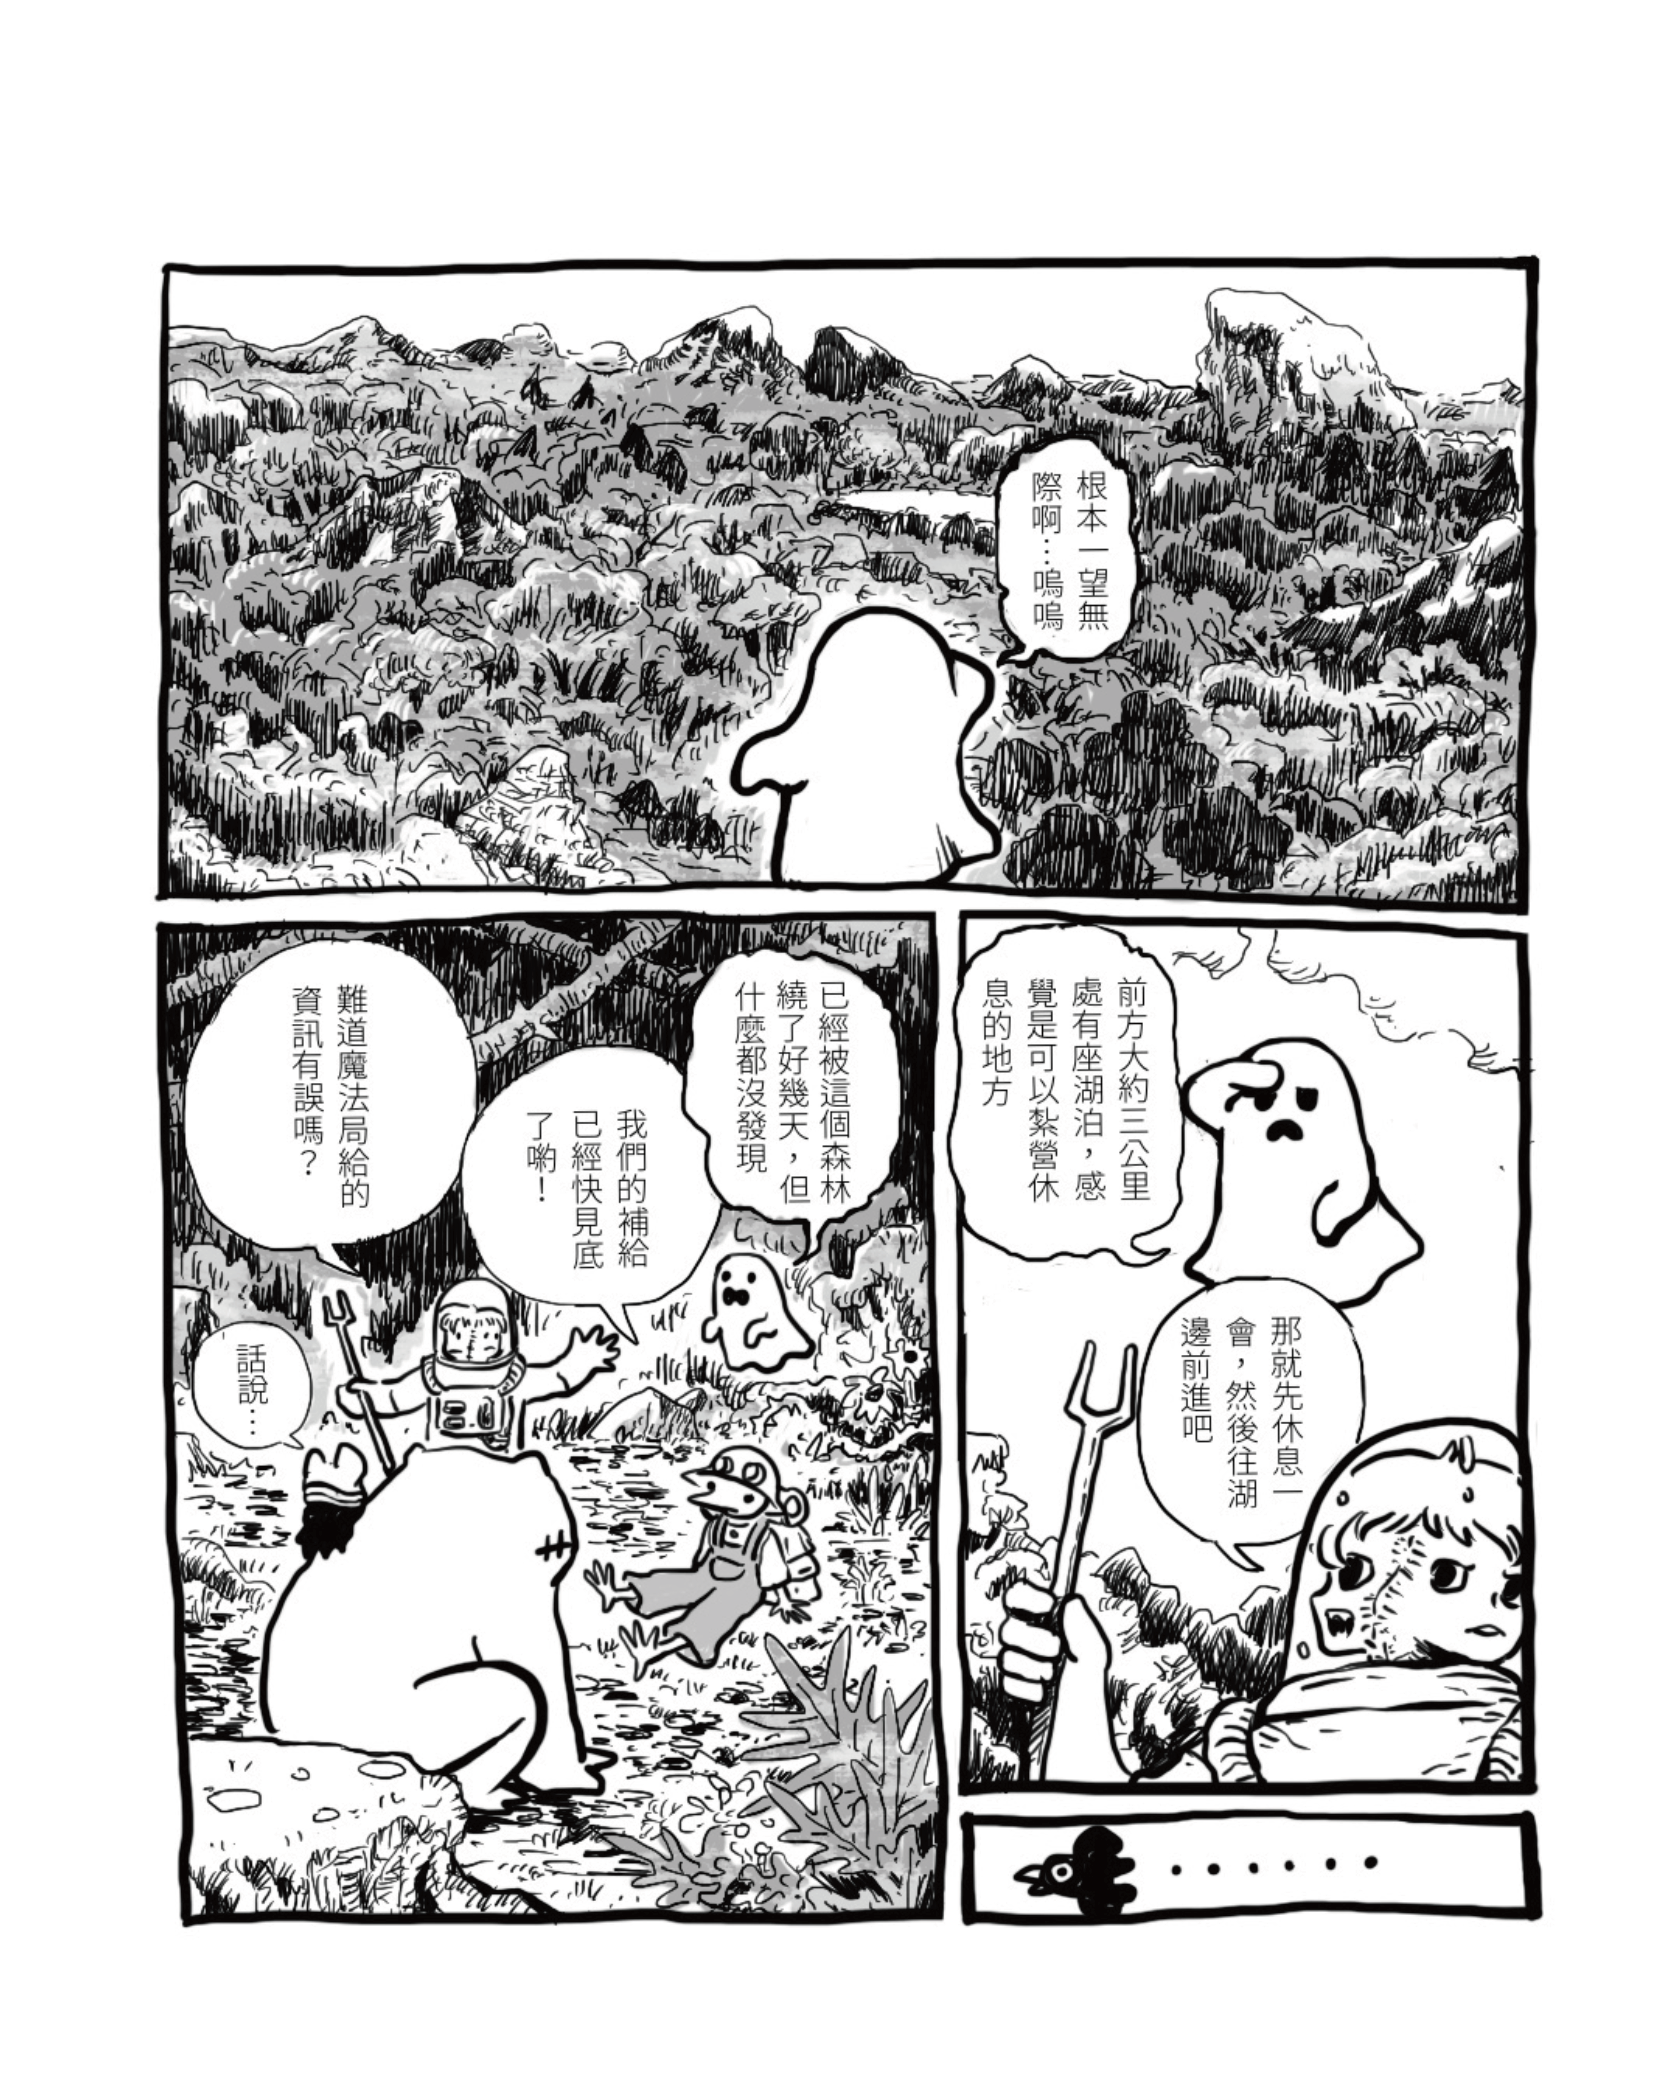 根本一望無
際啊…嗚嗚
前方大約三公里
處有座湖泊，感
覺是可以紮營休
息的地方
那就先休息一
會，然後往湖
邊前進吧
．．．．．．．
已經被這個森林
繞了好幾天，但
什麼都沒發現
我們的補給
已經快見底
了喲！
難道魔法局給的
資訊有誤嗎？
話說…